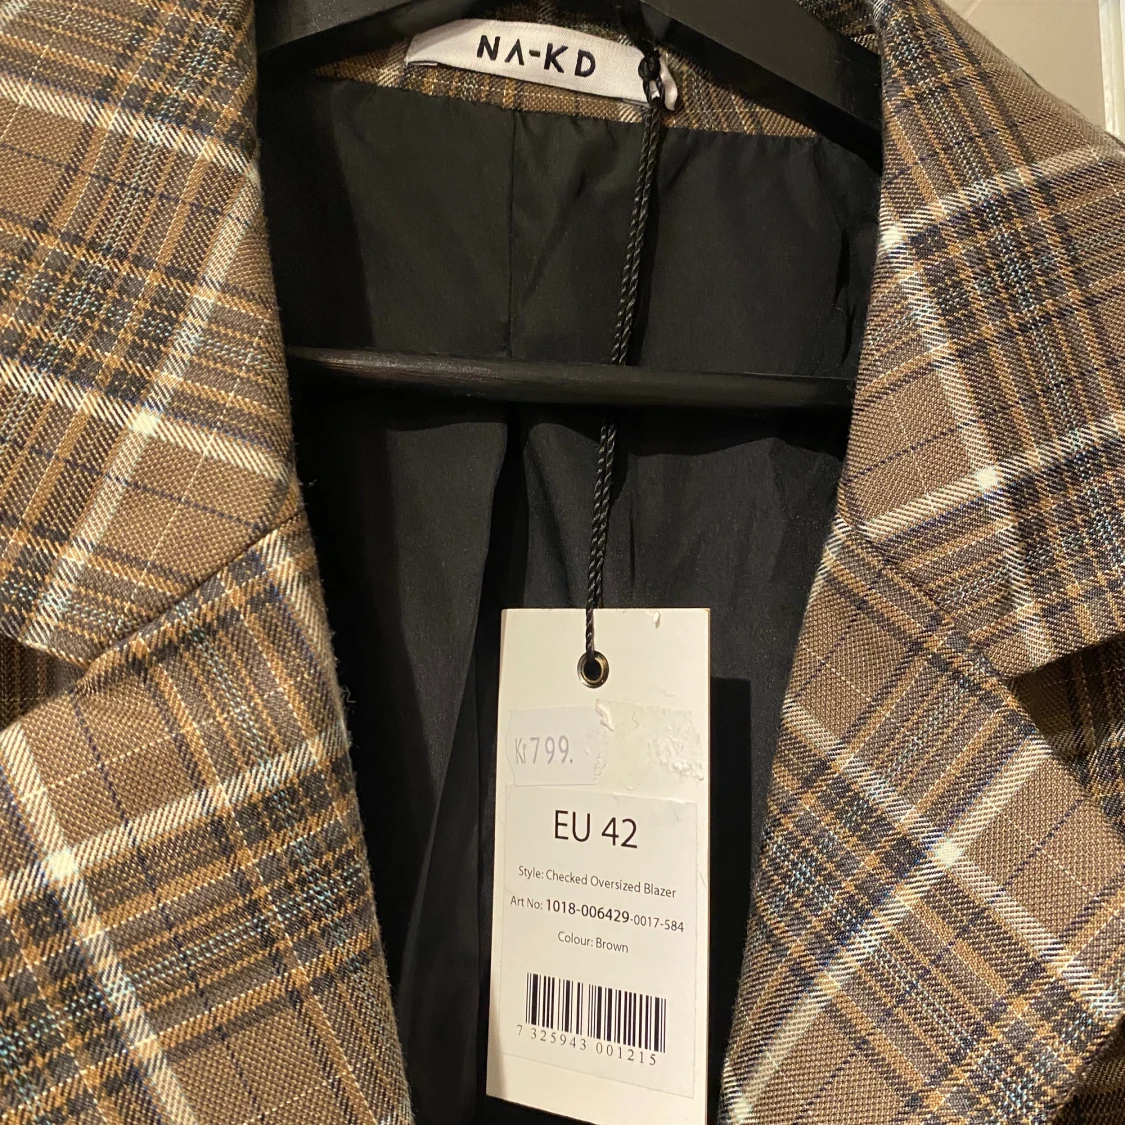 NA-KD
Kr799.
EU 42
Style: Checked Oversized Blazer
Art No: 1018-006429-0017-584
Colour: Brown
7 325943 001215